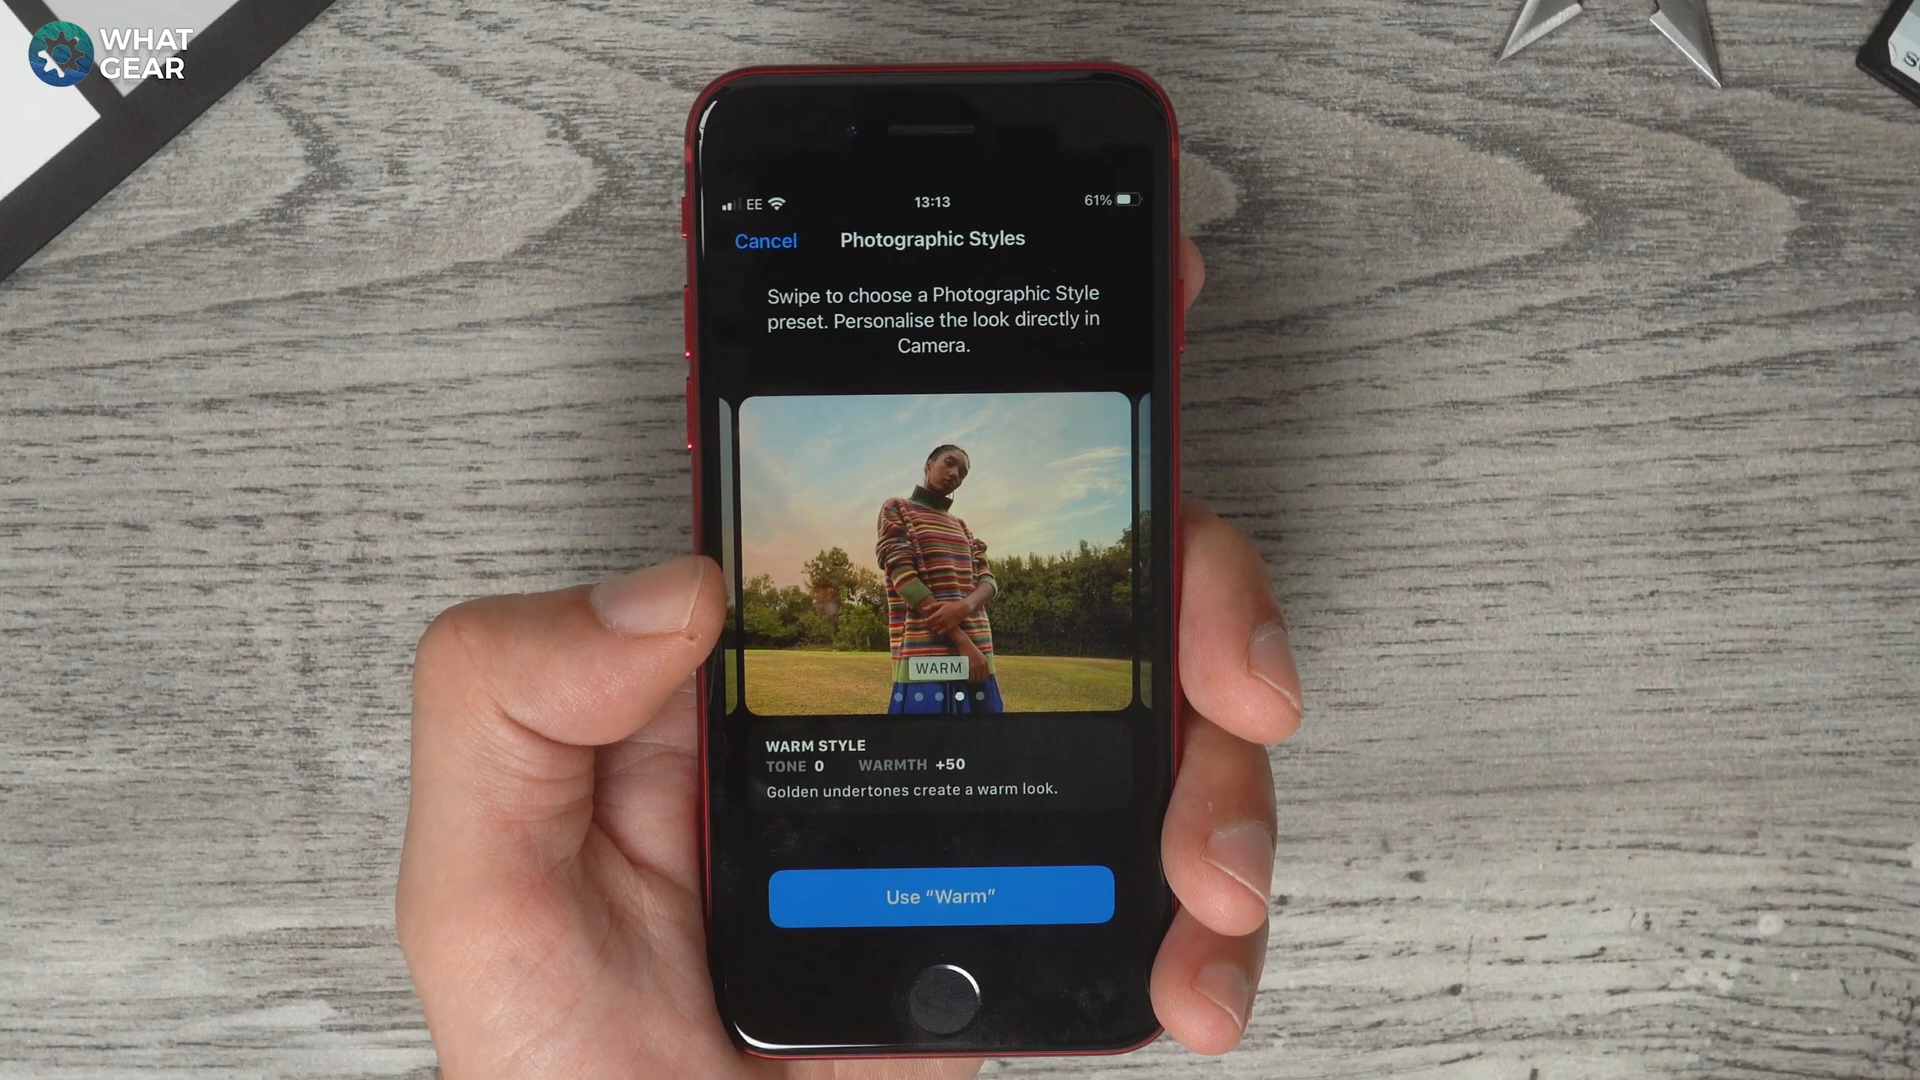 WHAT
GEAR
EE
13:13
61%
Cancel
Photographic Styles
Swipe to choose a Photographic Style
preset. Personalise the look directly in
Camera.
WARM
WARM STYLE
TONE 0 WARMTH +50
Golden undertones create a warm look.
Use “Warm”